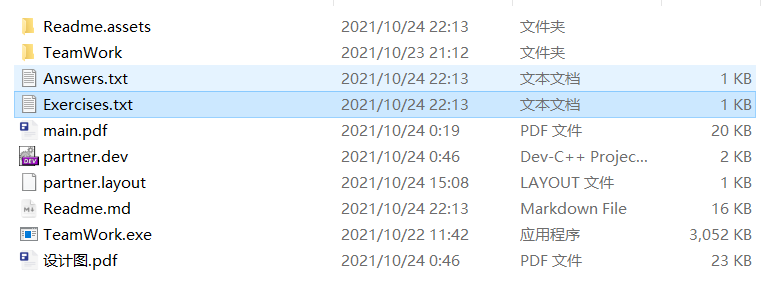 Readme.assets 2021/10/24 22:13 文件夹
TeamWork 2021/10/23 21:12 文件夹
Answers.txt 2021/10/24 22:13 文本文档 1 KB
Exercises.txt 2021/10/24 22:13 文本文档 1 KB
main.pdf 2021/10/24 0:19 PDF 文件 20 KB
DEV partner.dev 2021/10/24 0:46 Dev-C++ Projec... 2 KB
partner.layout 2021/10/24 15:08 LAYOUT 文件 1 KB
Readme.md 2021/10/24 22:13 Markdown File 16 KB
TeamWork.exe 2021/10/22 11:42 应用程序 3,052 KB
设计图.pdf 2021/10/24 0:46 PDF 文件 23 KB